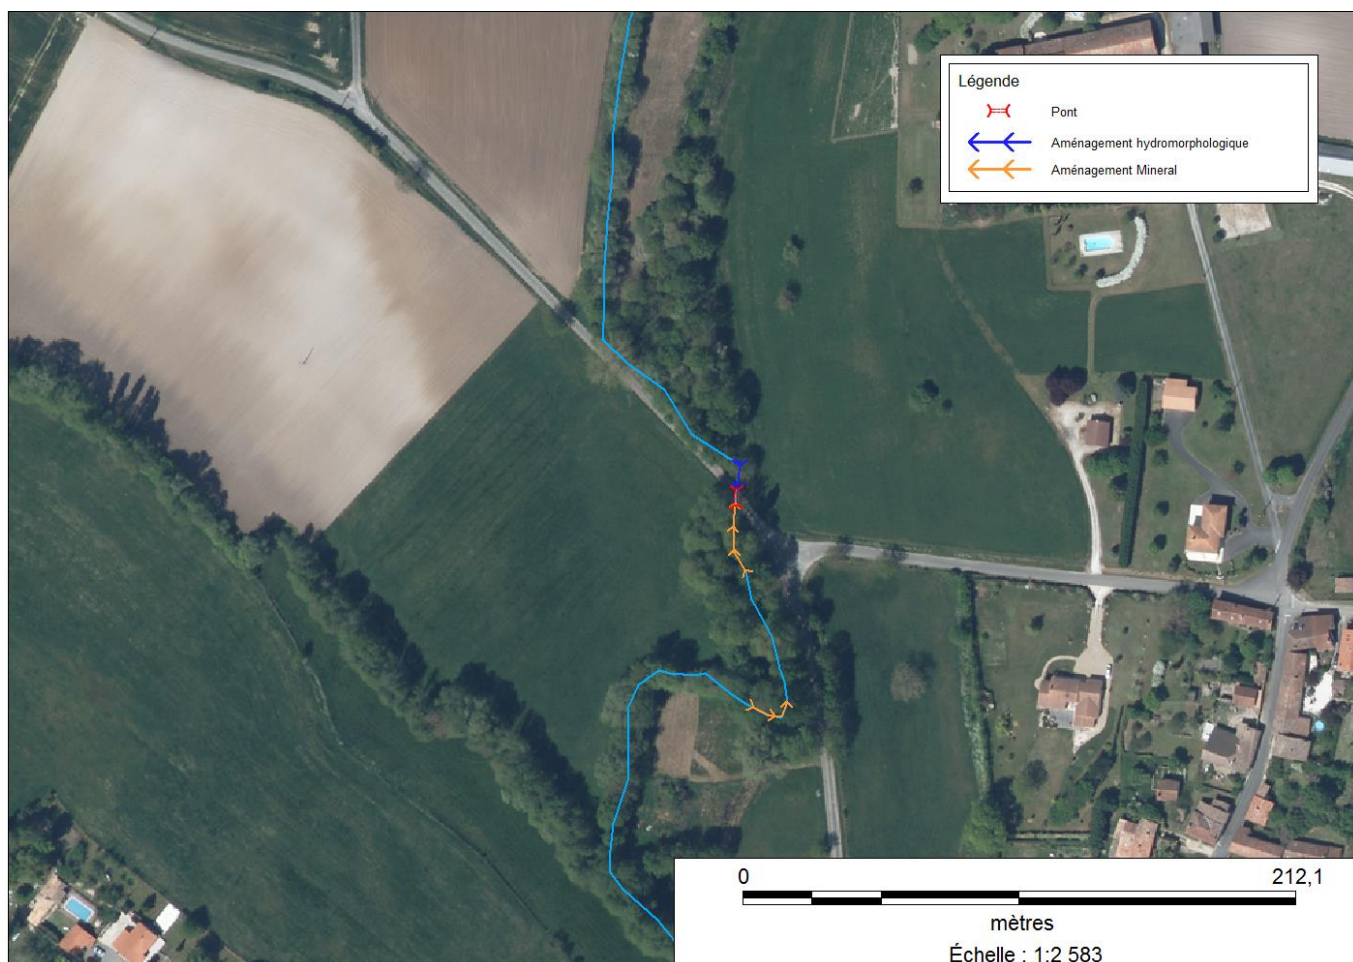 Légende
Pont
Aménagement hydromorphologique
Aménagement Mineral
0 212,1
mètres
Échelle : 1:2 583